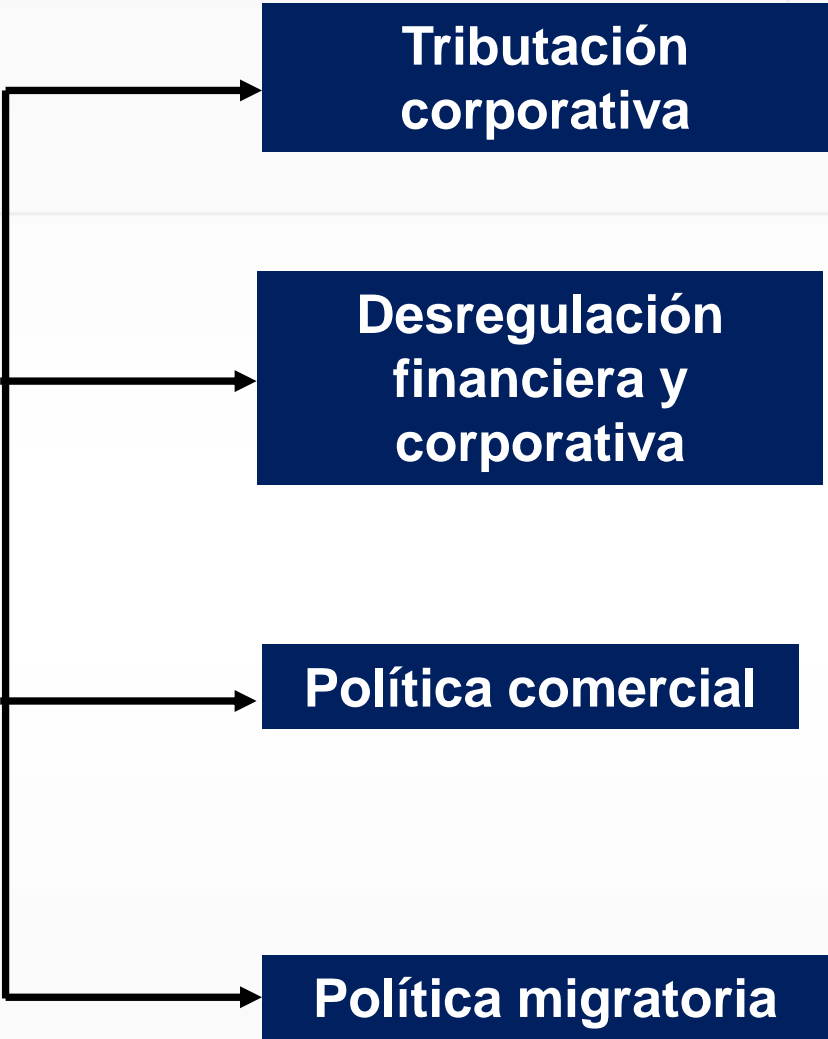 Tributación
corporativa
Desregulación
financiera y
corporativa
Política comercial
Política migratoria